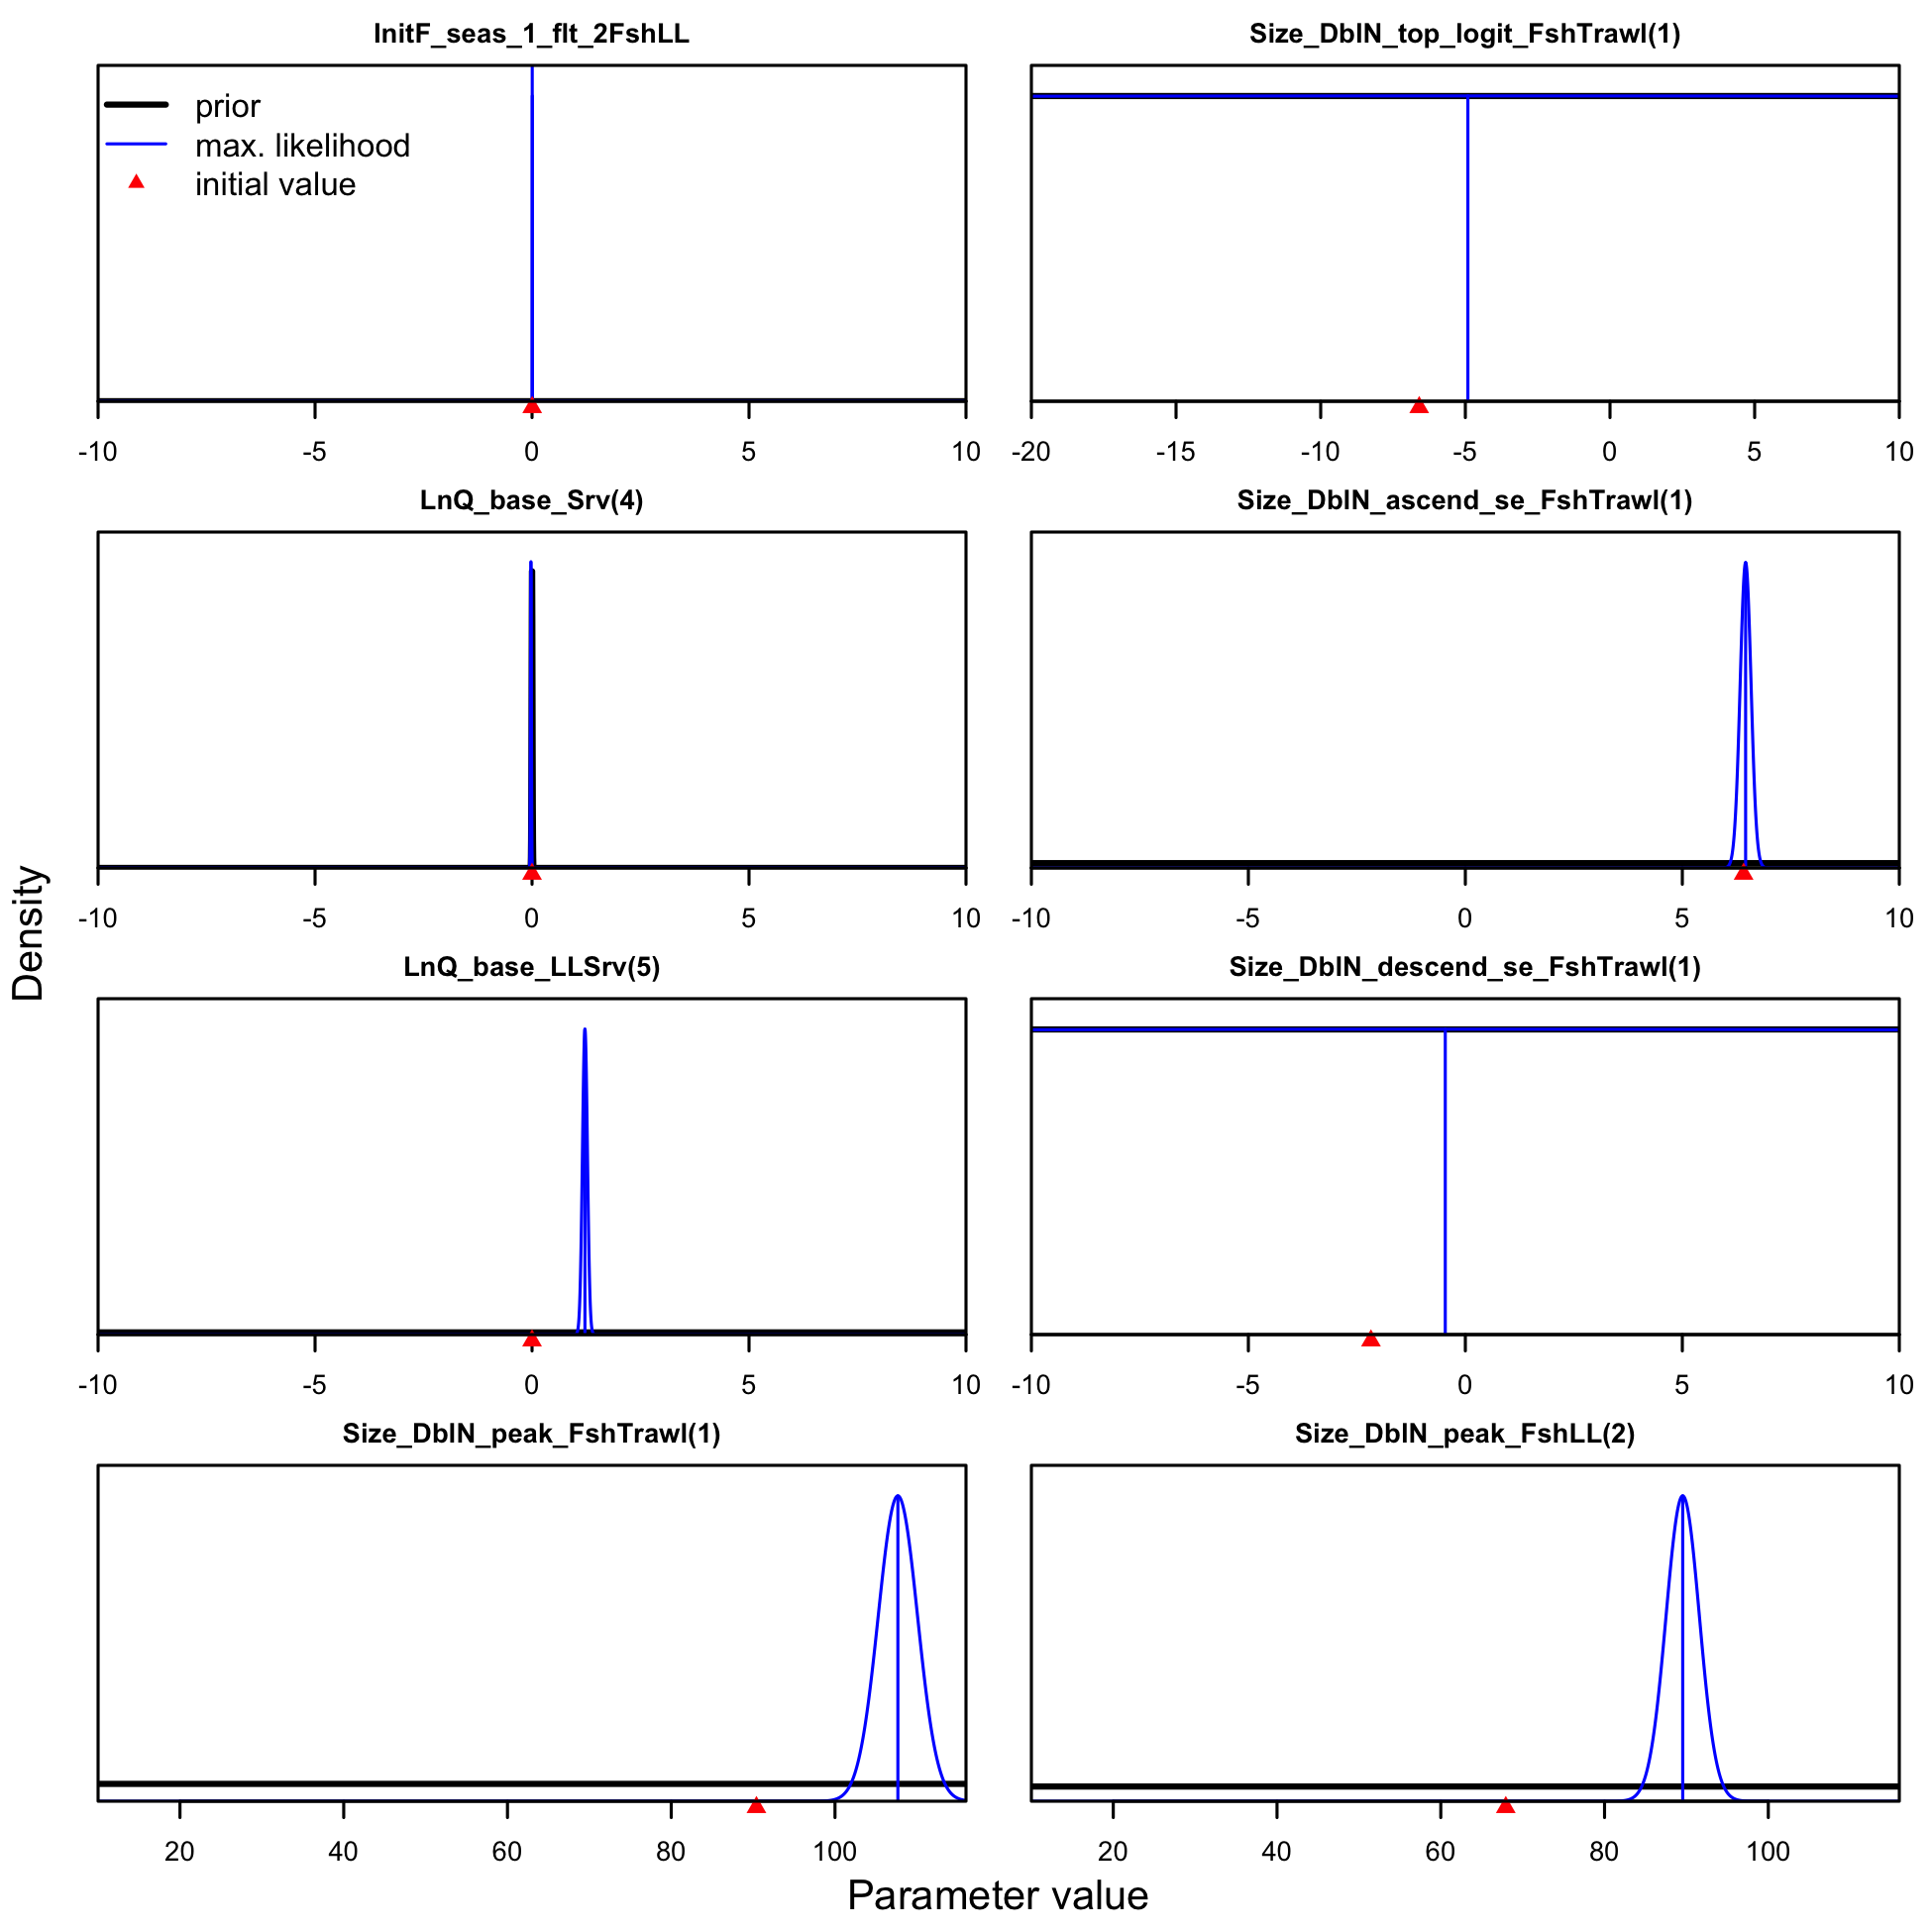 InitF_seas_1_flt_2FshLL
prior
max. likelihood
initial value
-10 -5 0 5 10
Size_DblN_top_logit_FshTrawl(1)
-20 -15 -10 -5 0 5 10
LnQ_base_Srv(4)
-10 -5 0 5 10
Size_DblN_ascend_se_FshTrawl(1)
-10 -5 0 5 10
LnQ_base_LLSrv(5)
-10 -5 0 5 10
Size_DblN_descend_se_FshTrawl(1)
-10 -5 0 5 10
Size_DblN_peak_FshTrawl(1)
20 40 60 80 100
Size_DblN_peak_FshLL(2)
20 40 60 80 100
Density
Parameter value